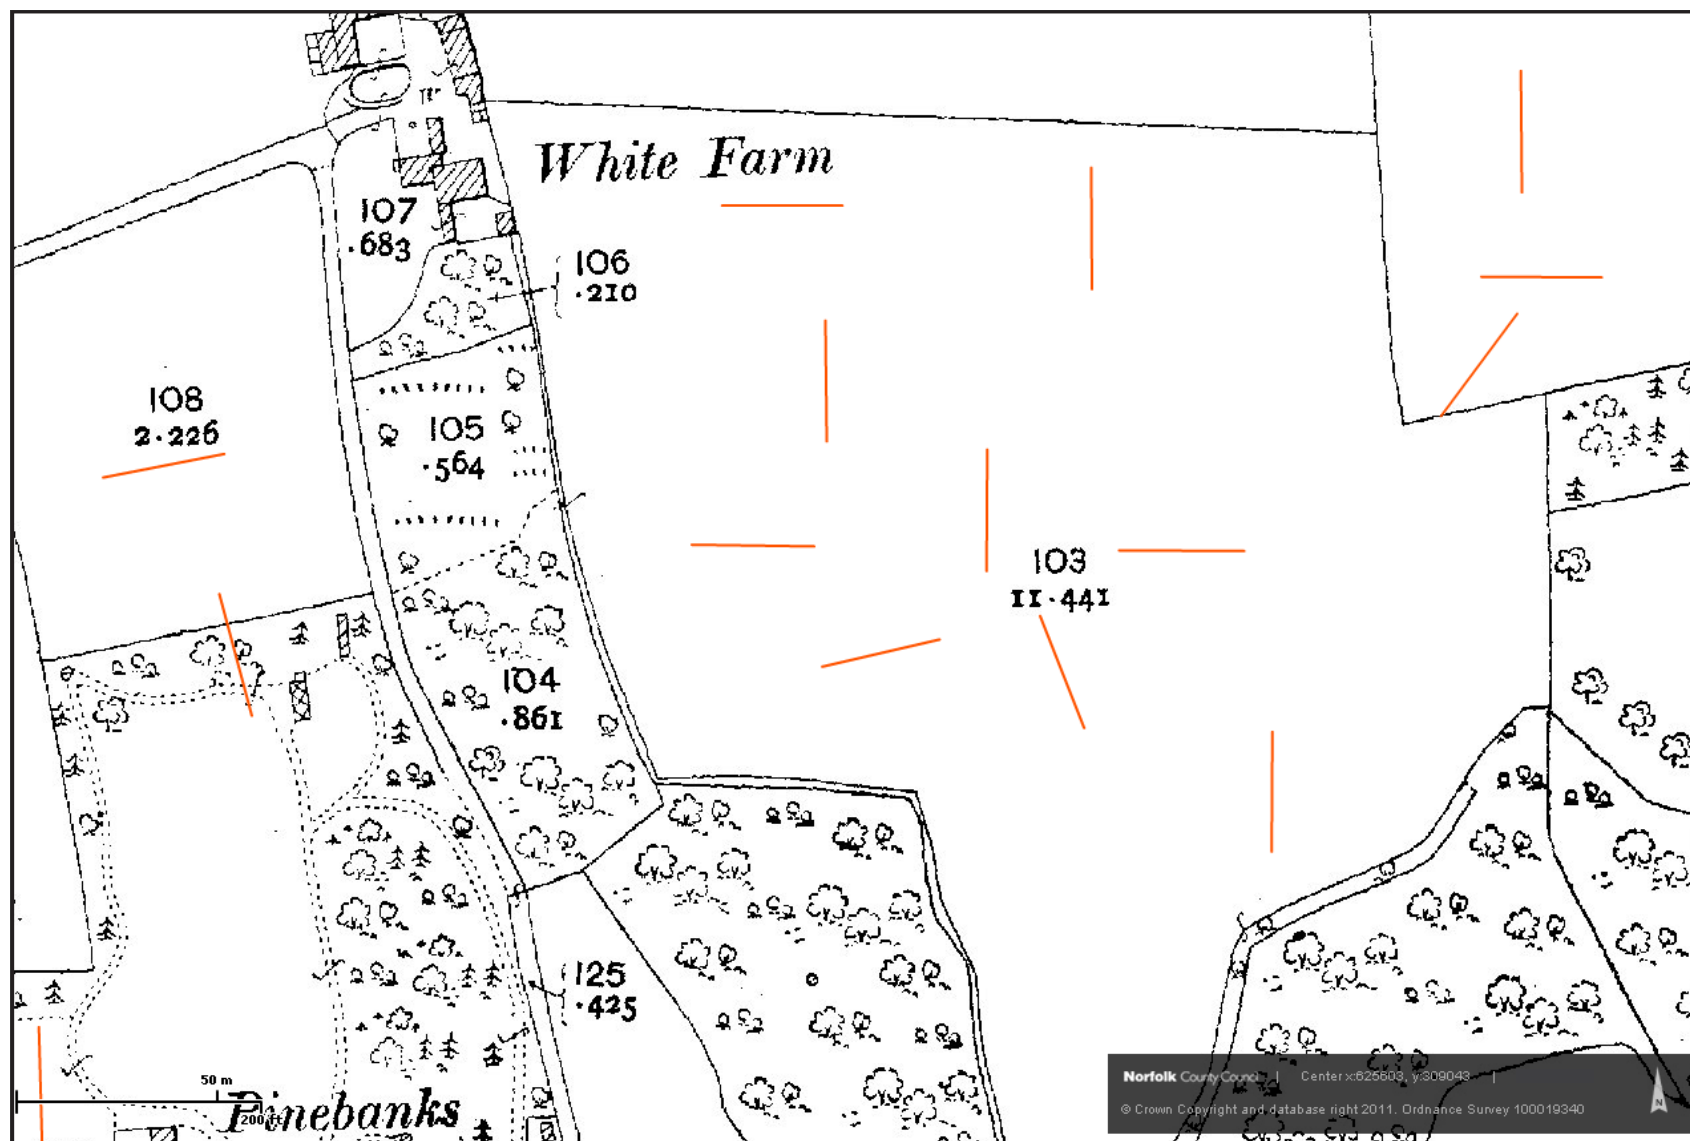 White Farm
107
.683
106
.210
108
2.226
105
.564
103
11.441
104
.861
125
.425
50 m
200 ft
Pinebanks
Norfolk County Council | Center x:625603, y:309043 |
© Crown Copyright and database right 2011. Ordnance Survey 100019340
N